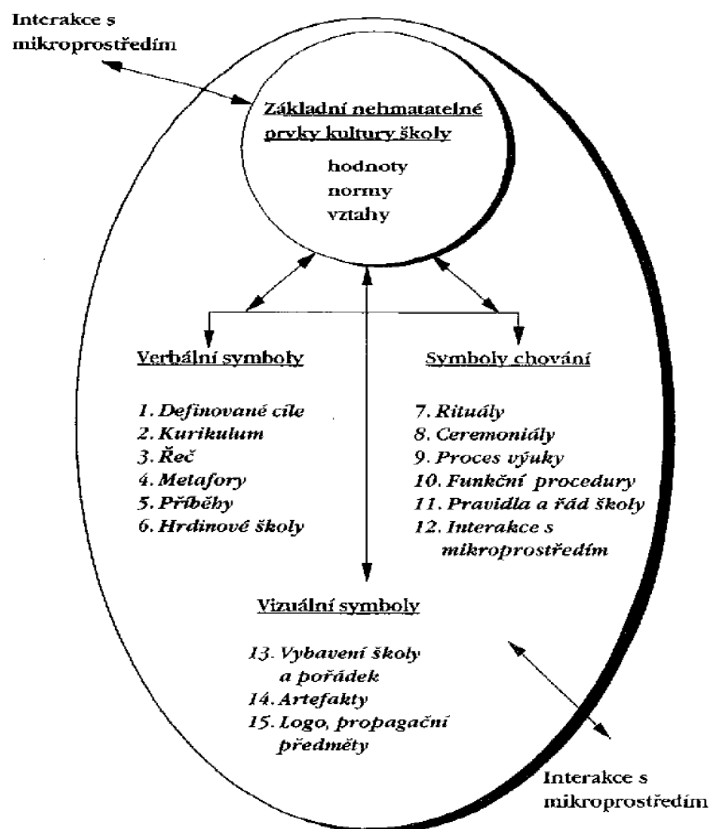 Interakce s
mikroprostředím
Základní nehmatatelné
prvky kultury školy
hodnoty
normy
vztahy
Verbální symboly
1. Definované cíle
2. Kurikulum
3. Řeč
4. Metafory
5. Příběhy
6. Hrdinové školy
Symboly chování
7. Rituály
8. Ceremoniály
9. Proces výuky
10. Funkční procedury
11. Pravidla a řád školy
12. Interakce s
mikroprostředím
Vizuální symboly
13. Vybavení školy
a pořádek
14. Artefakty
15. Logo, propagační
předměty
Interakce s
mikroprostředím